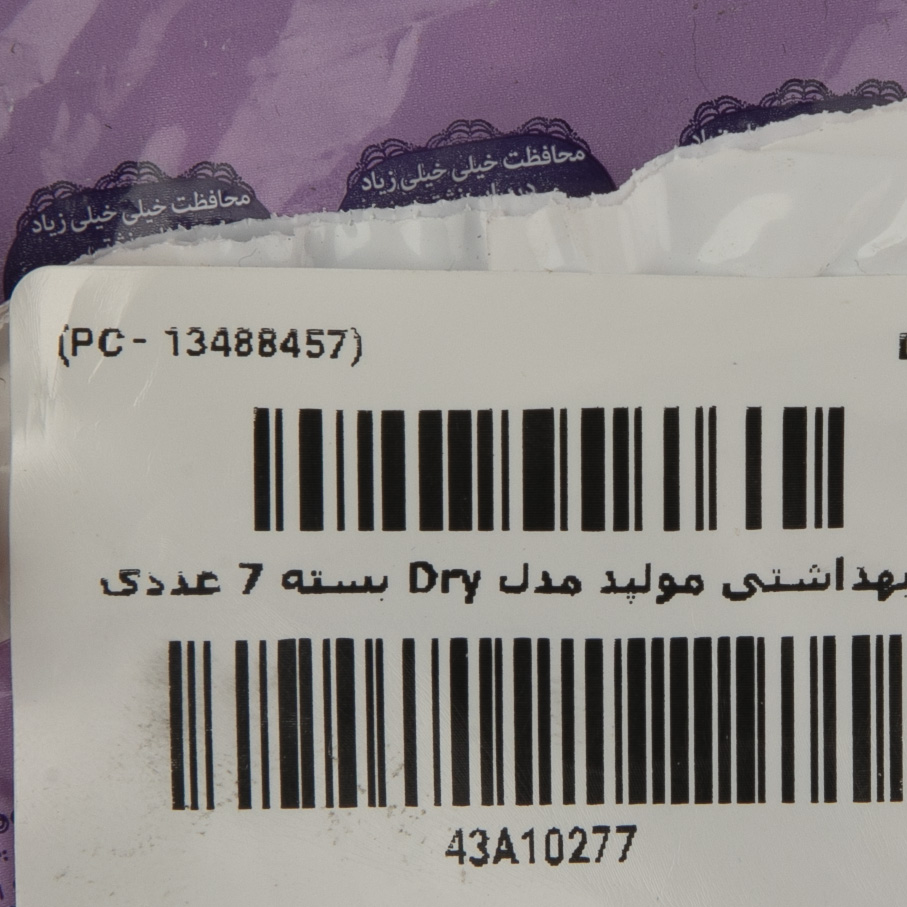 محافظت خیلی خیلی زیاد
محافظت خیلی خیلی زیاد
(PC- 13488457)
بهداشتی مولپد مدل Dry بسته 7 عددی
43A10277